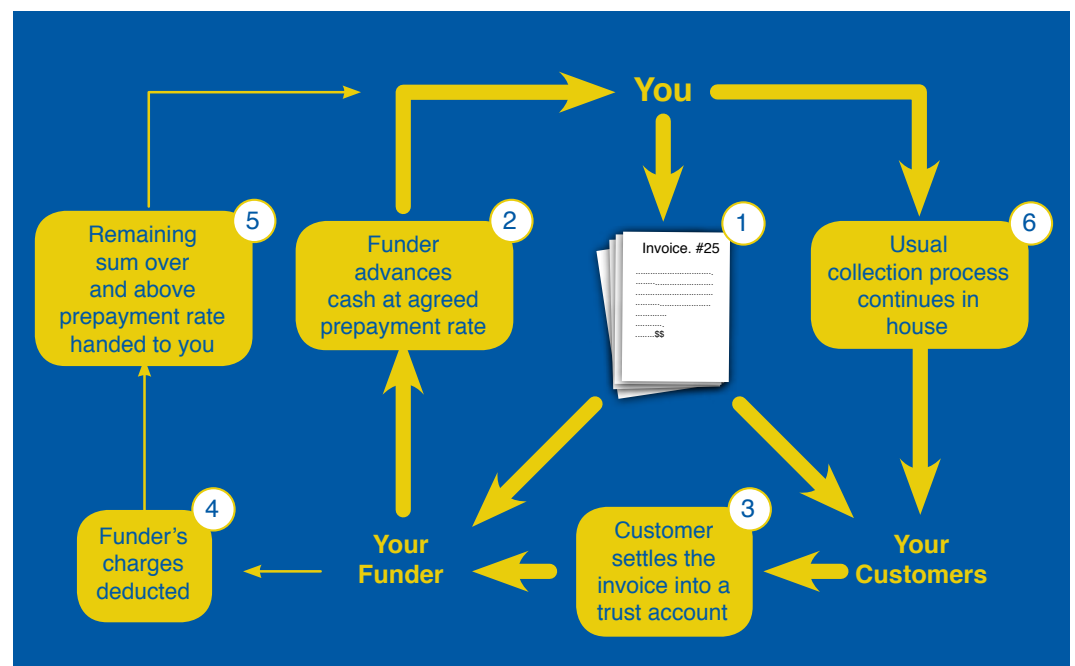 You
5
Remaining
sum over
and above
prepayment rate
handed to you
2
Funder
advances
cash at agreed
prepayment rate
1
Invoice. #25
$$
6
Usual
collection process
continues in
house
4
Funder’s
charges
deducted
Your
Funder
3
Customer
settles the
invoice into a
trust account
Your
Customers